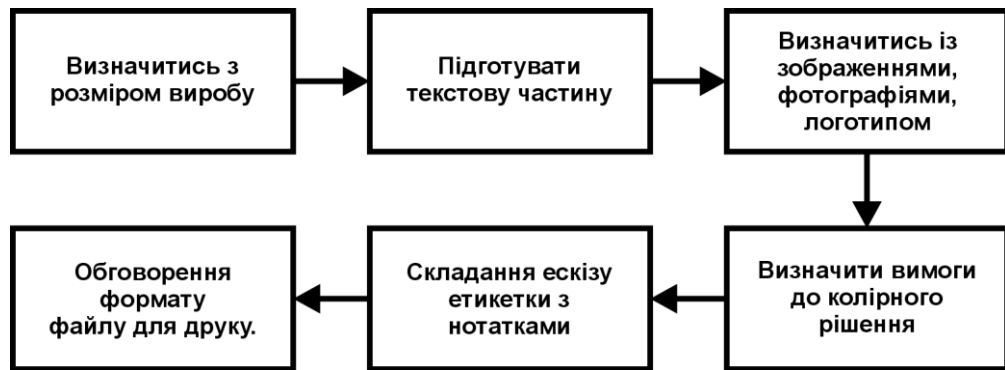 Визначитись з
розміром виробу
Підготувати
текстову частину
Визначитись із
зображеннями,
фотографіями,
логотипом
Визначити вимоги
до колірного
рішення
Складання ескізу
етикетки з
нотатками
Обговорення
формату
файлу для друку.